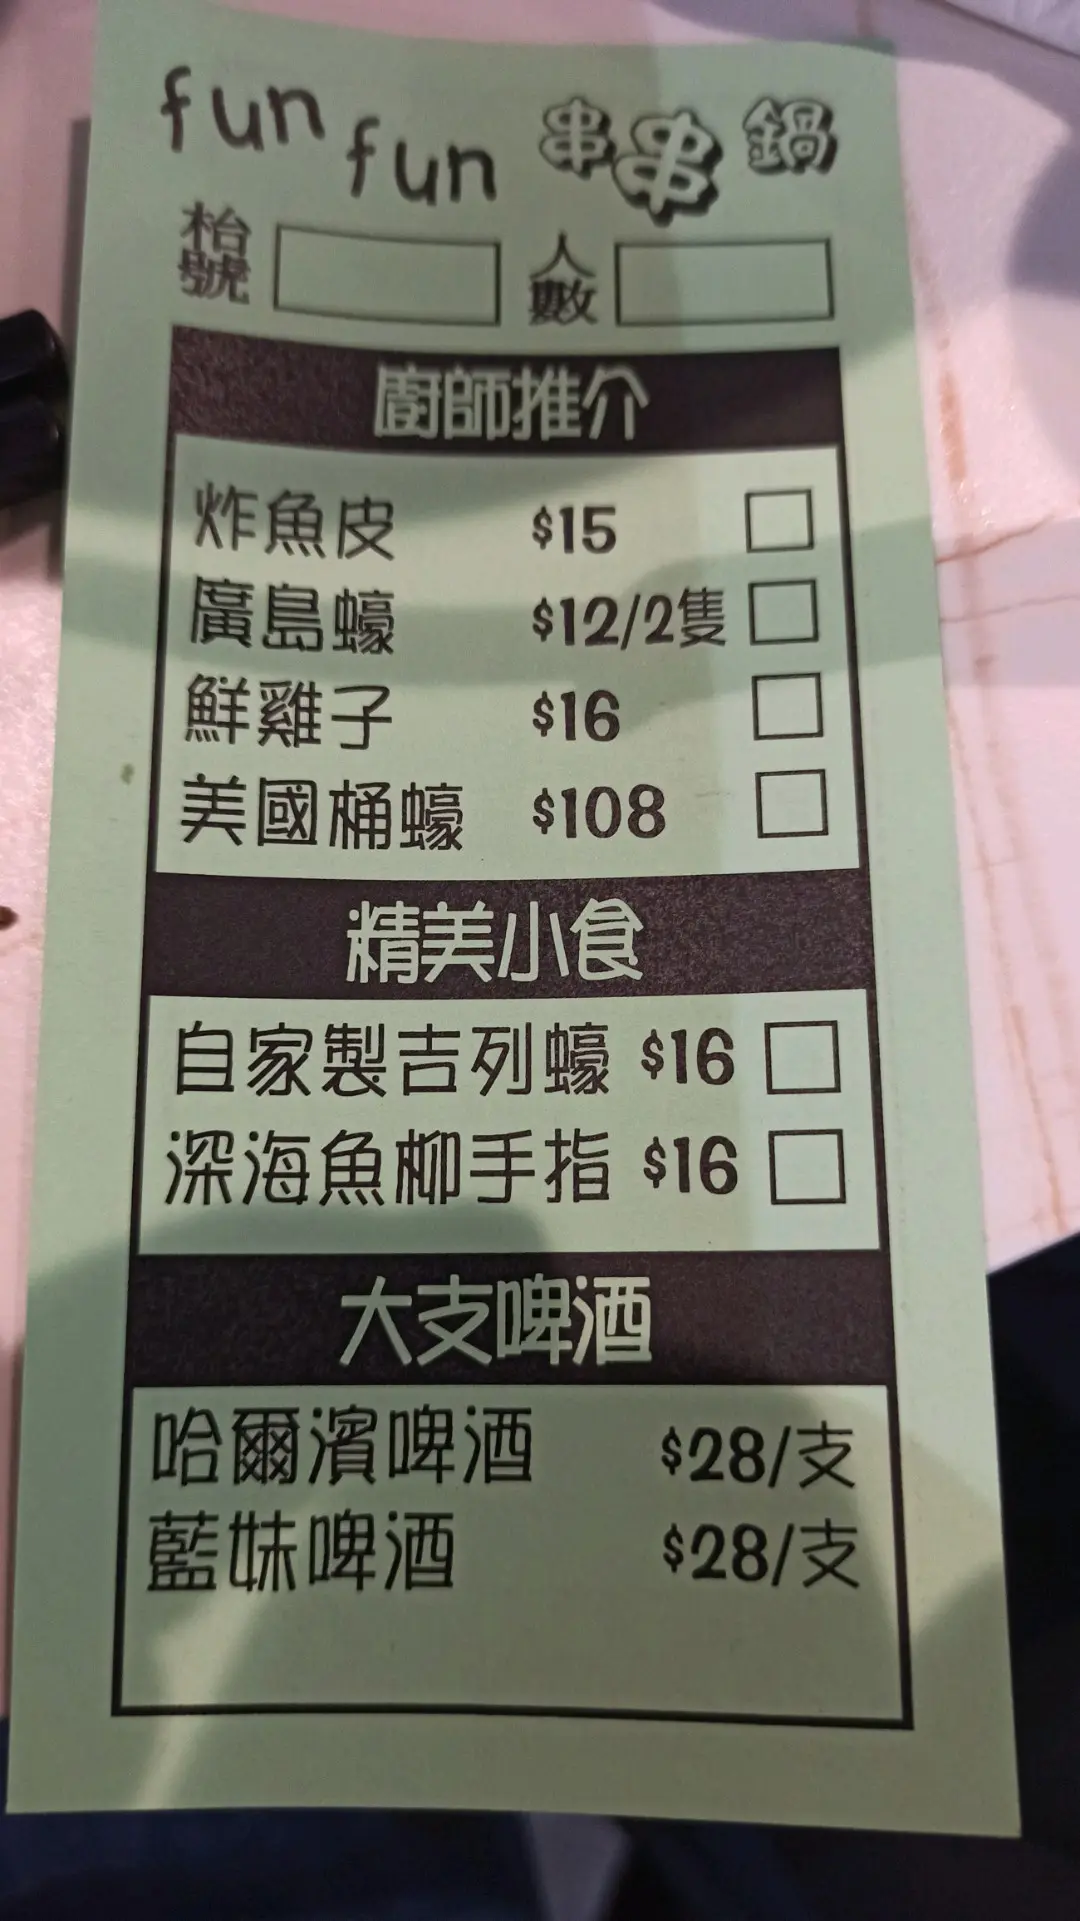 fun fun 串串鍋
枱號 人數
廚師推介
炸魚皮 $15
廣島蠔 $12/2隻
鮮雞子 $16
美國桶蠔 $108
精美小食
自家製吉列蠔 $16
深海魚柳手指 $16
大支啤酒
哈爾濱啤酒 $28/支
藍妹啤酒 $28/支